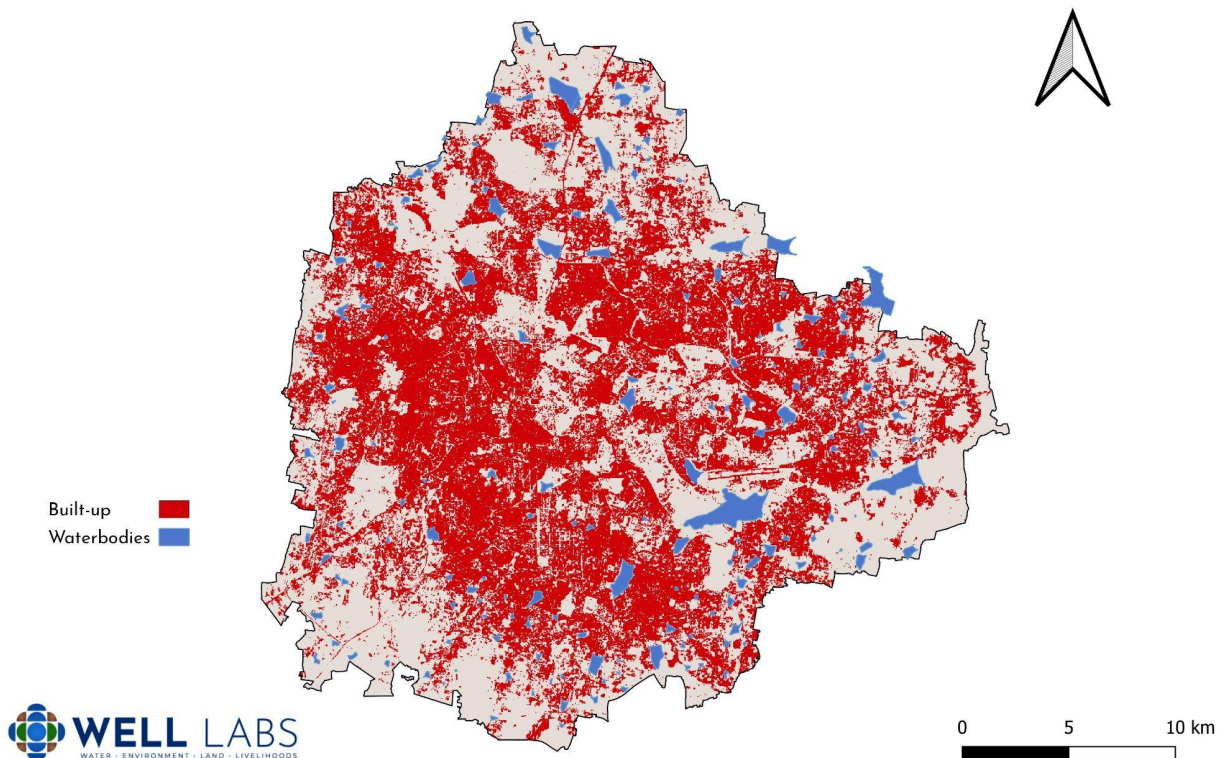 Built-up
Waterbodies
WELL LABS
WATER · ENVIRONMENT · LAND · LIVELIHOODS
0 5 10 km